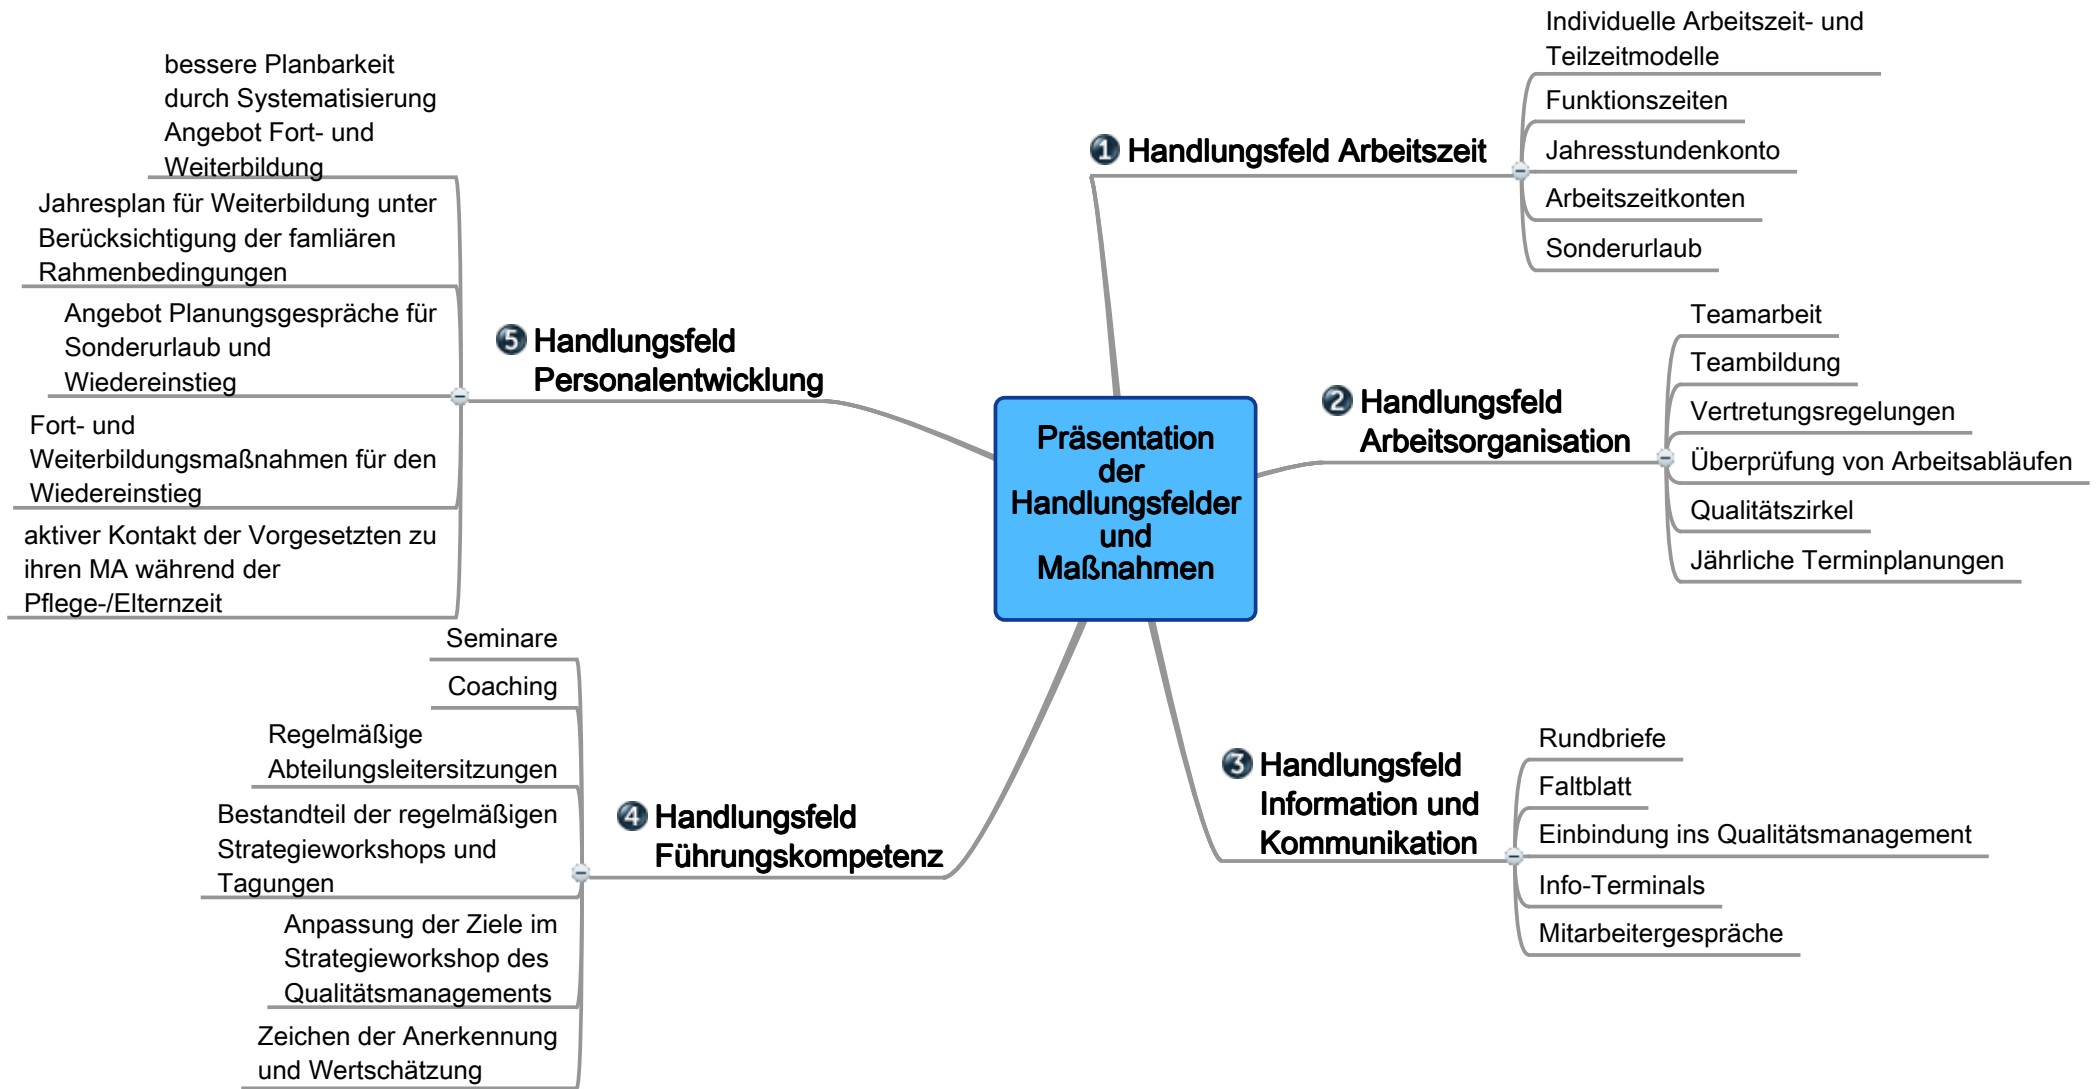 Präsentation
der
Handlungsfelder
und
Maßnahmen
1 Handlungsfeld Arbeitszeit
Individuelle Arbeitszeit- und
Teilzeitmodelle
Funktionszeiten
Jahresstundenkonto
Arbeitszeitkonten
Sonderurlaub
2 Handlungsfeld
Arbeitsorganisation
Teamarbeit
Teambildung
Vertretungsregelungen
Überprüfung von Arbeitsabläufen
Qualitätszirkel
Jährliche Terminplanungen
3 Handlungsfeld
Information und
Kommunikation
Rundbriefe
Faltblatt
Einbindung ins Qualitätsmanagement
Info-Terminals
Mitarbeitergespräche
4 Handlungsfeld
Führungskompetenz
Seminare
Coaching
Regelmäßige
Abteilungsleitersitzungen
Bestandteil der regelmäßigen
Strategieworkshops und
Tagungen
Anpassung der Ziele im
Strategieworkshop des
Qualitätsmanagements
Zeichen der Anerkennung
und Wertschätzung
5 Handlungsfeld
Personalentwicklung
bessere Planbarkeit
durch Systematisierung
Angebot Fort- und
Weiterbildung
Jahresplan für Weiterbildung unter
Berücksichtigung der famliären
Rahmenbedingungen
Angebot Planungsgespräche für
Sonderurlaub und
Wiedereinstieg
Fort- und
Weiterbildungsmaßnahmen für den
Wiedereinstieg
aktiver Kontakt der Vorgesetzten zu
ihren MA während der
Pflege-/Elternzeit